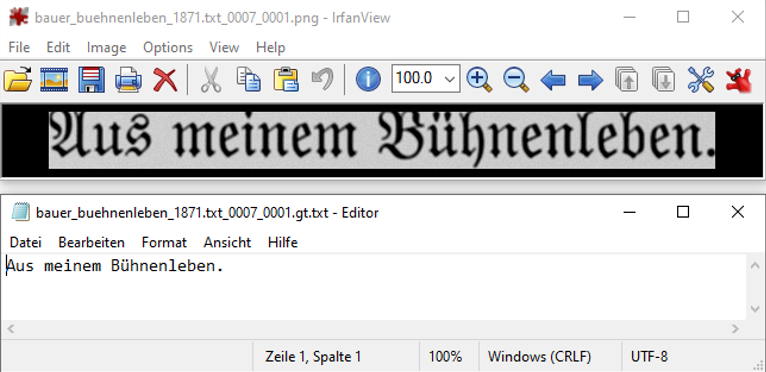 bauer_buehnenleben_1871.txt_0007_0001.png - IrfanView
File Edit Image Options View Help
100.0
Aus meinem Bühnenleben.
bauer_buehnenleben_1871.txt_0007_0001.gt.txt - Editor
Datei Bearbeiten Format Ansicht Hilfe
Aus meinem Bühnenleben.
Zeile 1, Spalte 1 100% Windows (CRLF) UTF-8